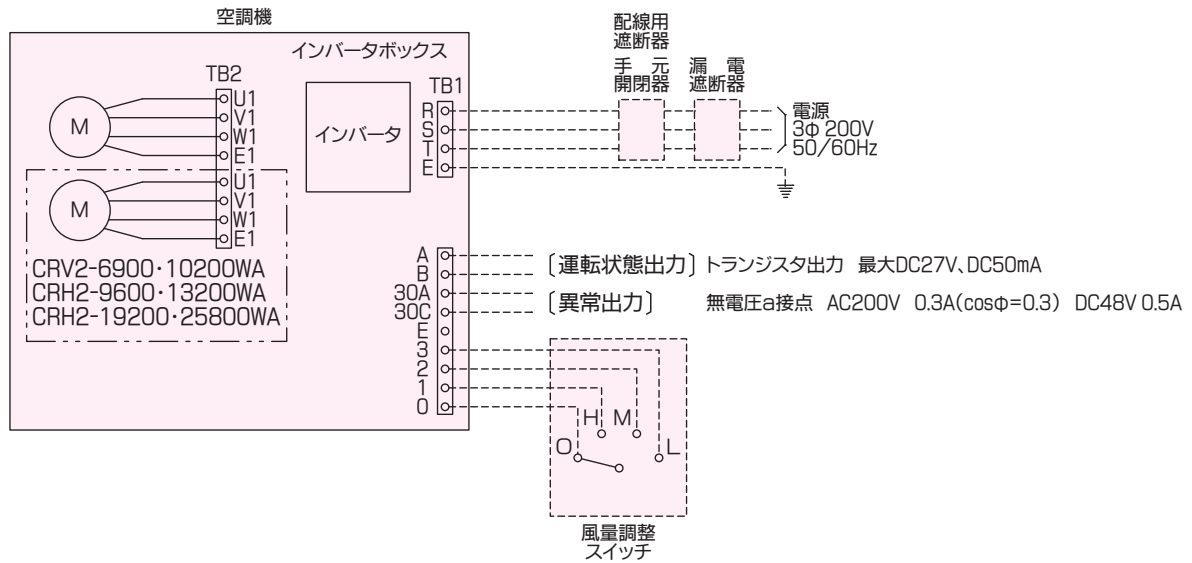 空調機
インバータボックス
TB2
U1
V1
W1
E1
M
U1
V1
W1
E1
M
CRV2-6900・10200WA
CRH2-9600・13200WA
CRH2-19200・25800WA
インバータ
TB1
R
S
T
E
配線用
遮断器
手 元
開閉器
漏 電
遮断器
電源
3Φ 200V
50/60Hz
A
B
30A
30C
E
3
2
1
0
〔運転状態出力〕 トランジスタ出力 最大DC27V、DC50mA
〔異常出力〕 無電圧a接点 AC200V 0.3A(cosΦ=0.3) DC48V 0.5A
H M
O L
風量調整
スイッチ